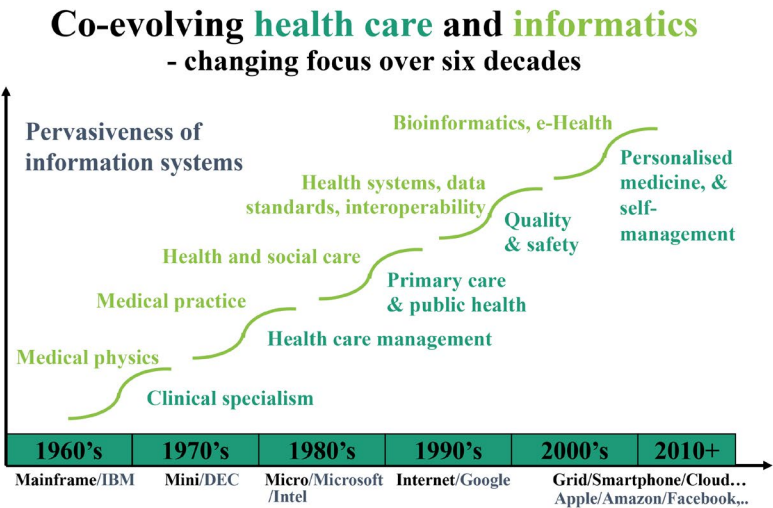 Co-evolving health care and informatics
- changing focus over six decades
Pervasiveness of
information systems
Bioinformatics, e-Health
Personalised
medicine, &
self-
management
Health systems, data
standards, interoperability
Quality
& safety
Health and social care
Primary care
& public health
Medical practice
Health care management
Medical physics
Clinical specialism
1960's
1970's
1980's
1990's
2000's
2010+
Mainframe/IBM
Mini/DEC
Micro/Microsoft
/Intel
Internet/Google
Grid/Smartphone/Cloud...
Apple/Amazon/Facebook,..